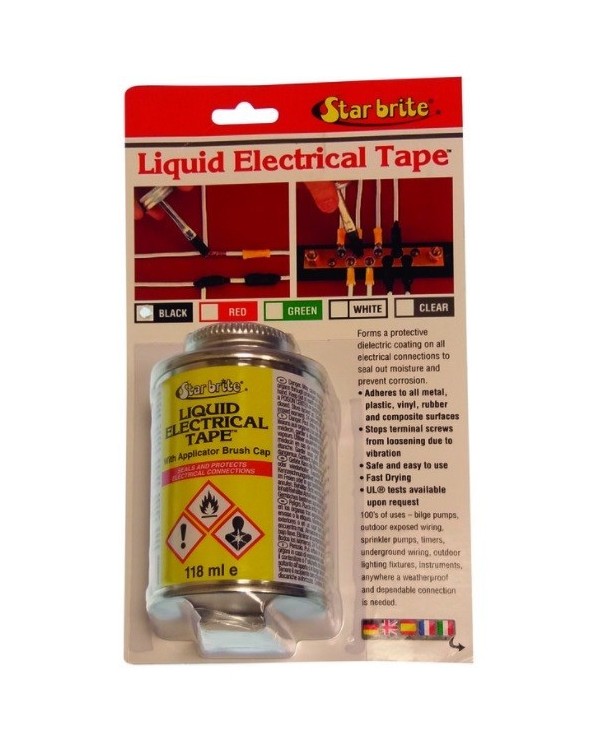 Star brite®
Liquid Electrical Tape™
BLACK RED GREEN WHITE CLEAR
Forms a protective
dielectric coating on all
electrical connections to
seal out moisture and
prevent corrosion.
• Adheres to all metal,
plastic, vinyl, rubber
and composite surfaces
• Stops terminal screws
from loosening due to
vibration
• Safe and easy to use
• Fast Drying
• UL® tests available
upon request
100's of uses – bilge pumps,
outdoor exposed wiring,
sprinkler pumps, timers,
underground wiring, outdoor
lighting fixtures, instruments,
anywhere a weatherproof
and dependable connection
is needed.
Star brite®
LIQUID
ELECTRICAL
TAPE™
With Applicator Brush Cap
SEALS AND PROTECTS
ELECTRICAL CONNECTIONS
118 ml e